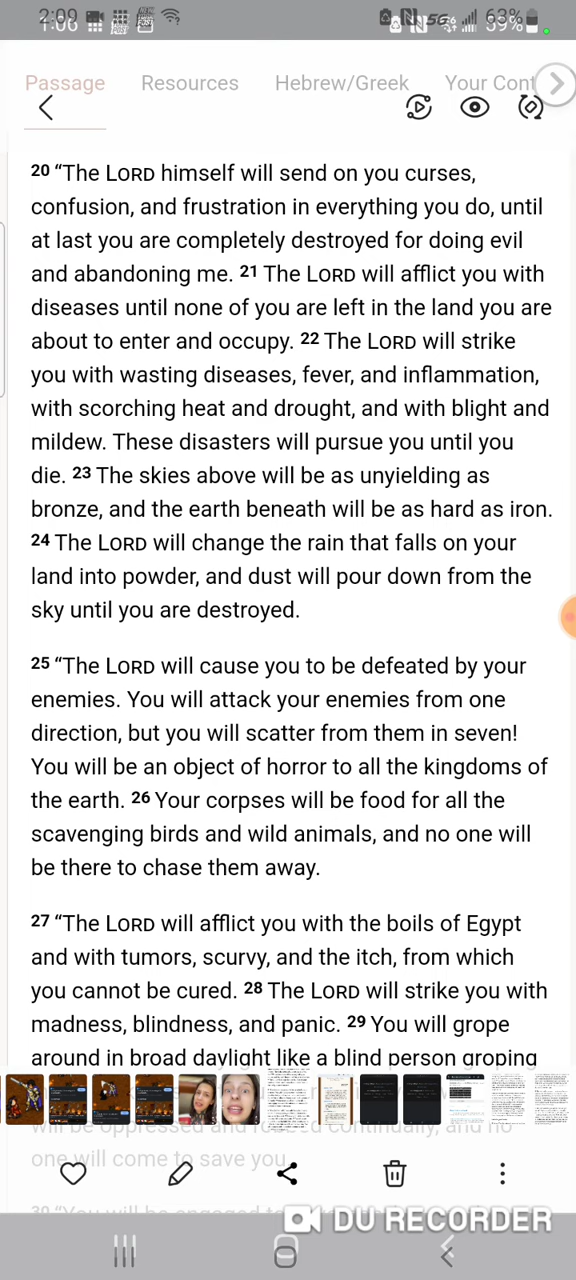 Passage Resources Hebrew/Greek Your Cont
20 “The LORD himself will send on you curses,
confusion, and frustration in everything you do, until
at last you are completely destroyed for doing evil
and abandoning me. 21 The LORD will afflict you with
diseases until none of you are left in the land you are
about to enter and occupy. 22 The LORD will strike
you with wasting diseases, fever, and inflammation,
with scorching heat and drought, and with blight and
mildew. These disasters will pursue you until you
die. 23 The skies above will be as unyielding as
bronze, and the earth beneath will be as hard as iron.
24 The LORD will change the rain that falls on your
land into powder, and dust will pour down from the
sky until you are destroyed.
25 “The LORD will cause you to be defeated by your
enemies. You will attack your enemies from one
direction, but you will scatter from them in seven!
You will be an object of horror to all the kingdoms of
the earth. 26 Your corpses will be food for all the
scavenging birds and wild animals, and no one will
be there to chase them away.
27 “The LORD will afflict you with the boils of Egypt
and with tumors, scurvy, and the itch, from which
you cannot be cured. 28 The LORD will strike you with
madness, blindness, and panic. 29 You will grope
around in broad daylight like a blind person groping
will be oppressed and continually, and no
one will come to save you
30 “You will be engaged
DU RECORDER